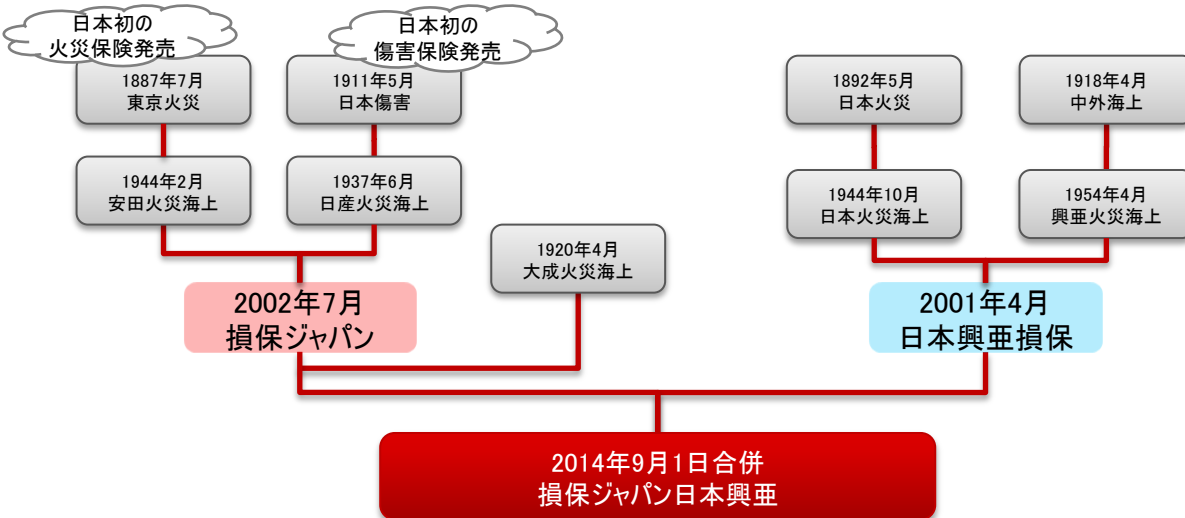 日本初の
火災保険発売
日本初の
傷害保険発売
1887年7月
東京火災
1911年5月
日本傷害
1892年5月
日本火災
1918年4月
中外海上
1944年2月
安田火災海上
1937年6月
日産火災海上
1944年10月
日本火災海上
1954年4月
興亜火災海上
1920年4月
大成火災海上
2002年7月
損保ジャパン
2001年4月
日本興亜損保
2014年9月1日合併
損保ジャパン日本興亜